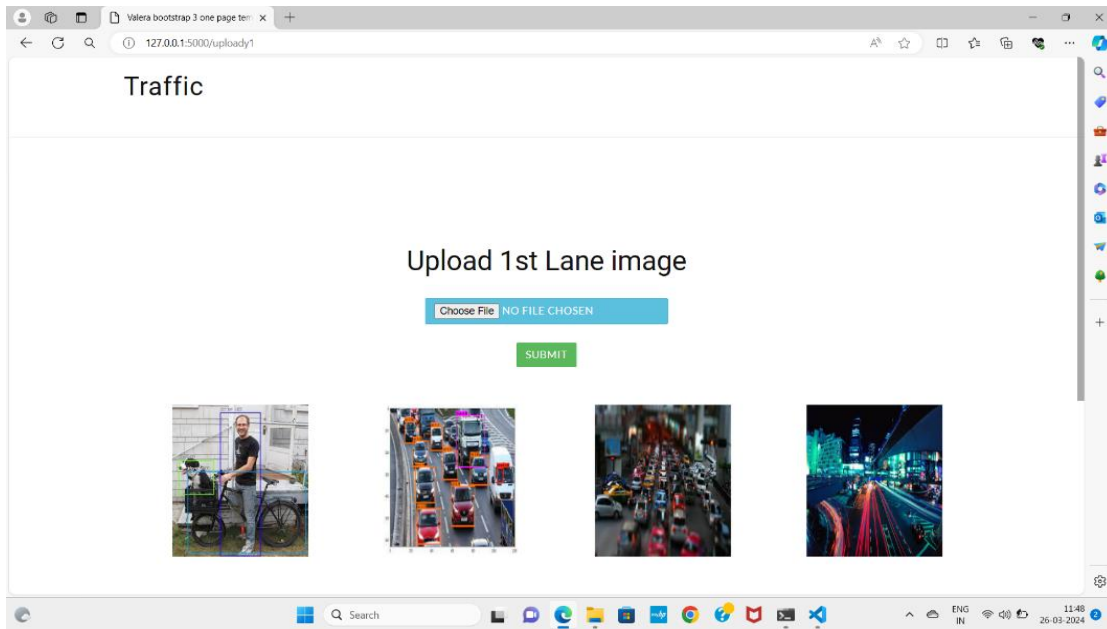 Valera bootstrap 3 one page tem
127.0.0.1:5000/uploady1
Traffic
Upload 1st Lane image
Choose File NO FILE CHOSEN
SUBMIT
Search
ENG
IN
11:48
26-03-2024
2